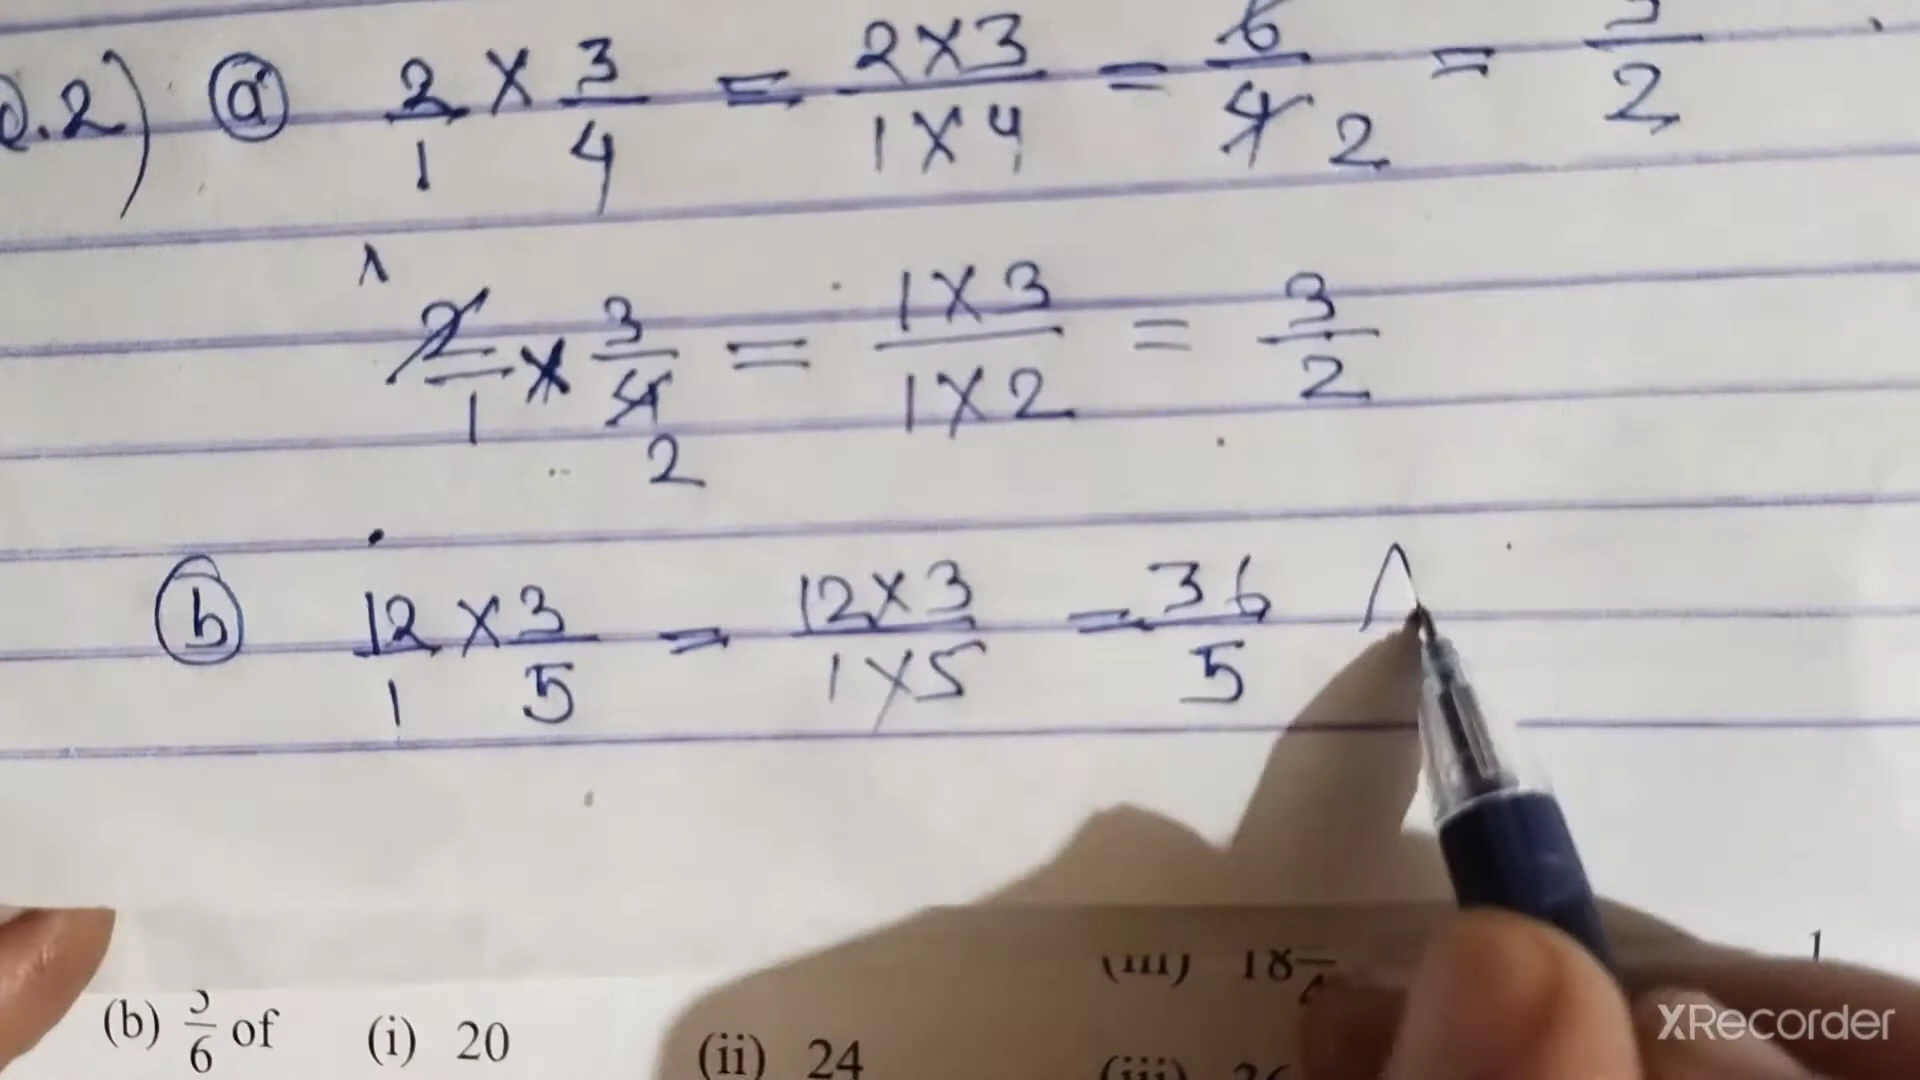 Q.2) (a) 2/1 × 3/4 = 2×3/1×4 = 6/4 2 = 3/2
1 2/1 × 3/4 2 = 1×3/1×2 = 3/2
(b) 12/1 × 3/5 = 12×3/1×5 = 36/5
(iii) 18
(b) 5/6 of (i) 20 (ii) 24
XRecorder